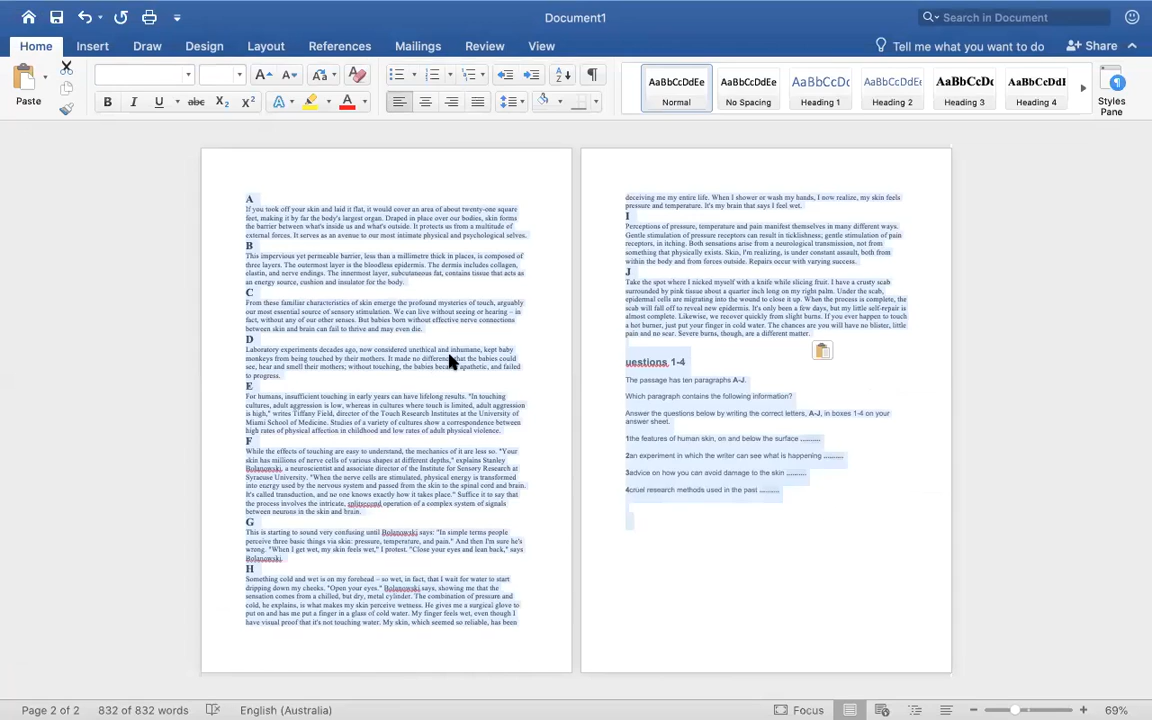 Document1
Search in Document
Home Insert Draw Design Layout References Mailings Review View
Tell me what you want to do
Share
Paste
AaBbCcDdEe AaBbCcDdEe AaBbCcDc AaBbCcDdEe AaBbCcDdI AaBbCcDdI
Normal No Spacing Heading 1 Heading 2 Heading 3 Heading 4
Styles
Pane
A
If you took off your skin and laid it flat, it would cover an area of about twenty-one square
feet, making it by far the body's largest organ. Draped in place over our bodies, skin forms
the barrier between what's inside us and what's outside. It protects us from a multitude of
external forces. It serves as an avenue to our most intimate physical and psychological selves.
B
This impervious yet permeable barrier, less than a millimetre thick in places, is composed of
three layers. The outermost layer is the bloodless epidermis. The dermis includes collagen,
elastin, and nerve endings. The innermost layer, subcutaneous fat, contains tissue that acts as
an energy source, cushion and insulator for the body.
C
From these familiar characteristics of skin emerge the profound mysteries of touch, arguably
our most essential source of sensory stimulation. We can live without seeing or hearing – in
fact, without any of our other senses. But babies born without effective nerve connections
between skin and brain can fail to thrive and may even die.
D
Laboratory experiments decades ago, now considered unethical and inhumane, kept baby
monkeys from being touched by their mothers. It made no difference that the babies could
see, hear and smell their mothers; without touching, the babies became apathetic, and failed
to progress.
E
For humans, insufficient touching in early years can have lifelong results. "In touching
cultures, adult aggression is low, whereas in cultures where touch is limited, adult aggression
is high," writes Tiffany Field, director of the Touch Research Institutes at the University of
Miami School of Medicine. Studies of a variety of cultures show a correspondence between
high rates of physical affection in childhood and low rates of adult physical violence.
F
While the effects of touching are easy to understand, the mechanics of it are less so. "Your
skin has millions of nerve cells of various shapes at different depths," explains Stanley
Bolanowski, a neuroscientist and associate director of the Institute for Sensory Research at
Syracuse University. "When the nerve cells are stimulated, physical energy is transformed
into energy used by the nervous system and passed from the skin to the spinal cord and brain.
It's called transduction, and no one knows exactly how it takes place." Suffice it to say that
the process involves the intricate, splitsecond operation of a complex system of signals
between neurons in the skin and brain.
G
This is starting to sound very confusing until Bolanowski says: "In simple terms people
perceive three basic things via skin: pressure, temperature, and pain." And then I'm sure he's
wrong. "When I get wet, my skin feels wet," I protest. "Close your eyes and lean back," says
Bolanowski.
H
Something cold and wet is on my forehead – so wet, in fact, that I wait for water to start
dripping down my cheeks. "Open your eyes." Bolanowski says, showing me that the
sensation comes from a chilled, but dry, metal cylinder. The combination of pressure and
cold, he explains, is what makes my skin perceive wetness. He gives me a surgical glove to
put on and has me put a finger in a glass of cold water. My finger feels wet, even though I
have visual proof that it's not touching water. My skin, which seemed so reliable, has been
deceiving me my entire life. When I shower or wash my hands, I now realize, my skin feels
pressure and temperature. It's my brain that says I feel wet.
I
Perceptions of pressure, temperature and pain manifest themselves in many different ways.
Gentle stimulation of pressure receptors can result in ticklishness; gentle stimulation of pain
receptors, in itching. Both sensations arise from a neurological transmission, not from
something that physically exists. Skin, I'm realizing, is under constant assault, both from
within the body and from forces outside. Repairs occur with varying success.
J
Take the spot where I nicked myself with a knife while slicing fruit. I have a crusty scab
surrounded by pink tissue about a quarter inch long on my right palm. Under the scab,
epidermal cells are migrating into the wound to close it up. When the process is complete, the
scab will fall off to reveal new epidermis. It's only been a few days, but my little self-repair is
almost complete. Likewise, we recover quickly from slight burns. If you ever happen to touch
a hot burner, just put your finger in cold water. The chances are you will have no blister, little
pain and no scar. Severe burns, though, are a different matter.
uestions 1-4
The passage has ten paragraphs A-J.
Which paragraph contains the following information?
Answer the questions below by writing the correct letters, A-J, in boxes 1-4 on your
answer sheet.
1the features of human skin, on and below the surface ..........
2an experiment in which the writer can see what is happening ..........
3advice on how you can avoid damage to the skin ..........
4cruel research methods used in the past ..........
Page 2 of 2 832 of 832 words English (Australia) Focus 69%